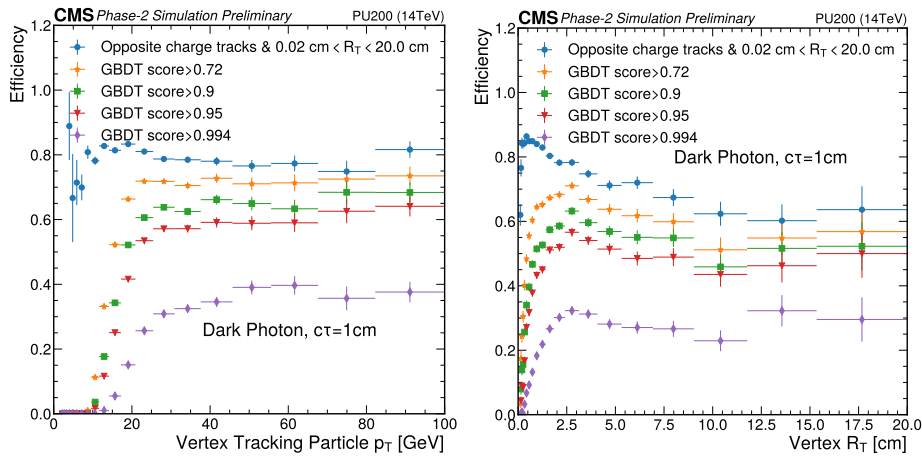 CMS Phase-2 Simulation Preliminary PU200 (14TeV)
Efficiency
1.2
1.0
0.8
0.6
0.4
0.2
0.0
Opposite charge tracks & 0.02 cm < R_T < 20.0 cm
GBDT score>0.72
GBDT score>0.9
GBDT score>0.95
GBDT score>0.994
Dark Photon, cτ=1cm
0 20 40 60 80 100
Vertex Tracking Particle p_T [GeV]
CMS Phase-2 Simulation Preliminary PU200 (14TeV)
Efficiency
1.2
1.0
0.8
0.6
0.4
0.2
0.0
Opposite charge tracks & 0.02 cm < R_T < 20.0 cm
GBDT score>0.72
GBDT score>0.9
GBDT score>0.95
GBDT score>0.994
Dark Photon, cτ=1cm
0.0 2.5 5.0 7.5 10.0 12.5 15.0 17.5 20.0
Vertex R_T [cm]